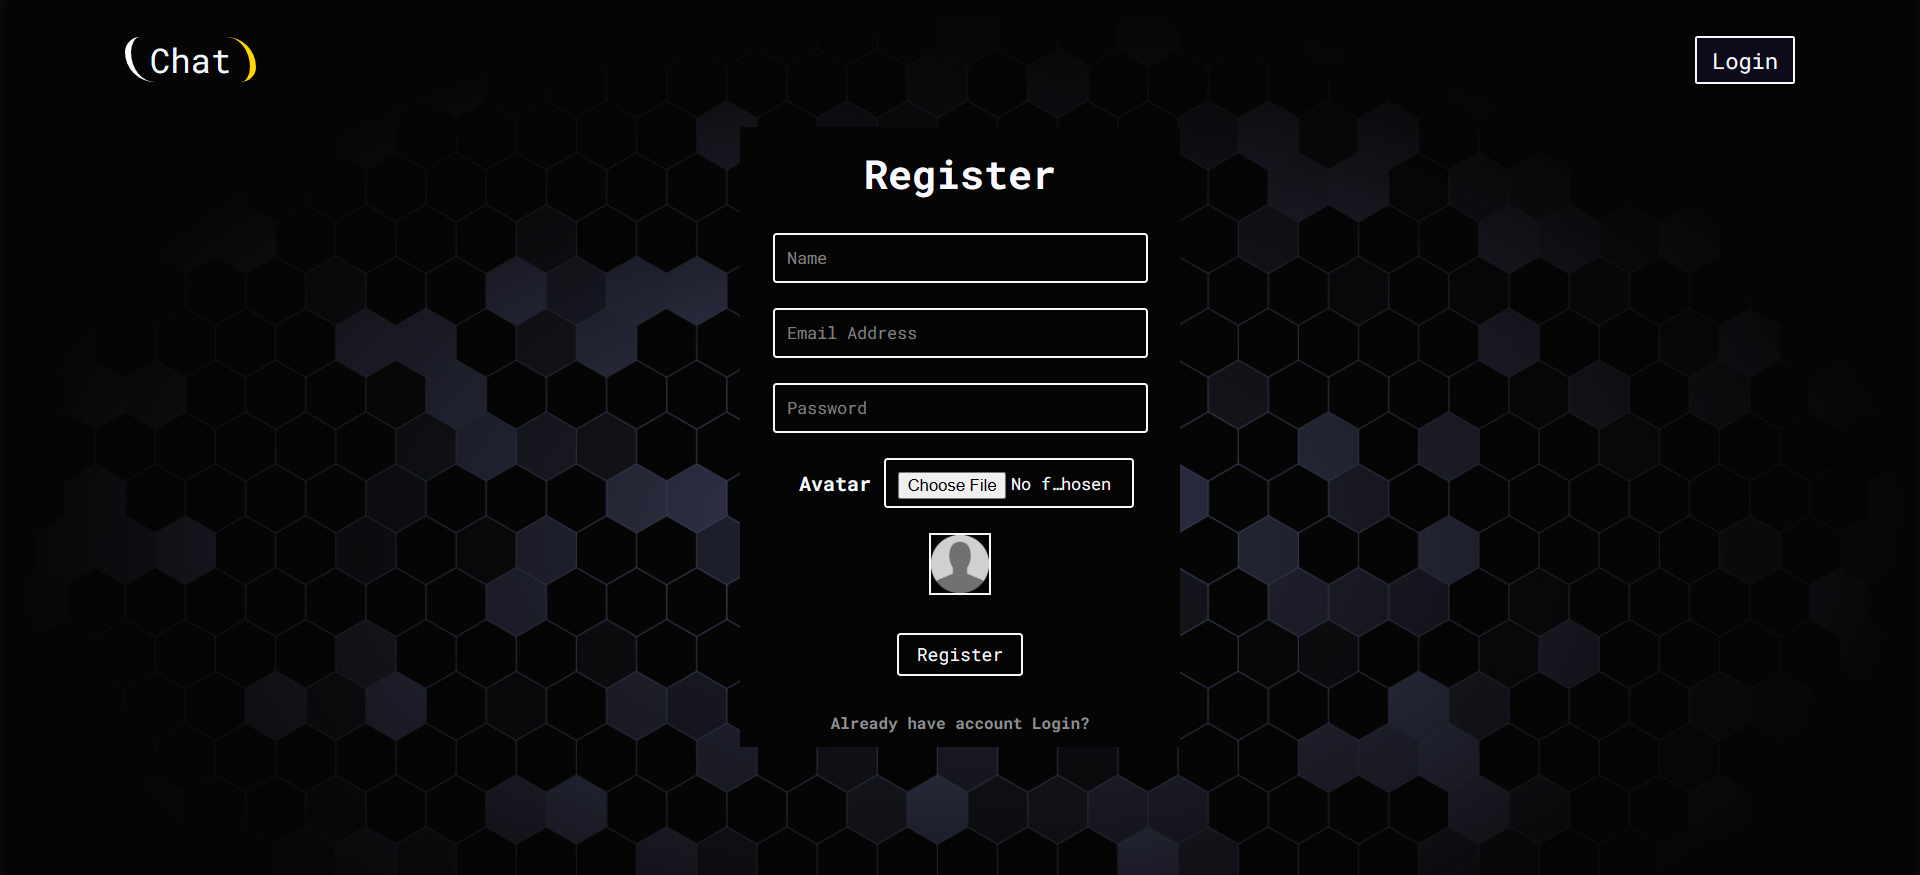 Chat
Login
Register
Name
Email Address
Password
Avatar Choose File No f…hosen
Register
Already have account Login?